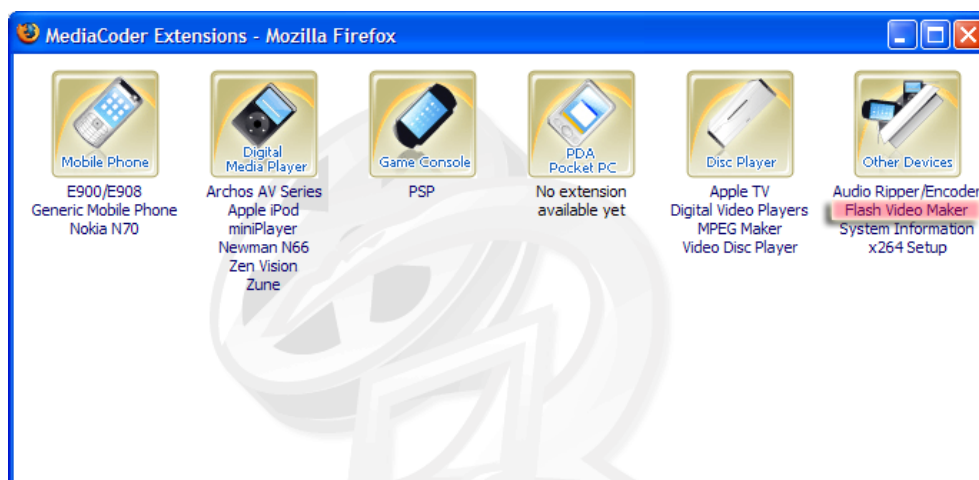 MediaCoder Extensions - Mozilla Firefox
Mobile Phone
E900/E908
Generic Mobile Phone
Nokia N70
Digital
Media Player
Archos AV Series
Apple iPod
miniPlayer
Newman N66
Zen Vision
Zune
Game Console
PSP
PDA
Pocket PC
No extension
available yet
Disc Player
Apple TV
Digital Video Players
MPEG Maker
Video Disc Player
Other Devices
Audio Ripper/Encoder
Flash Video Maker
System Information
x264 Setup